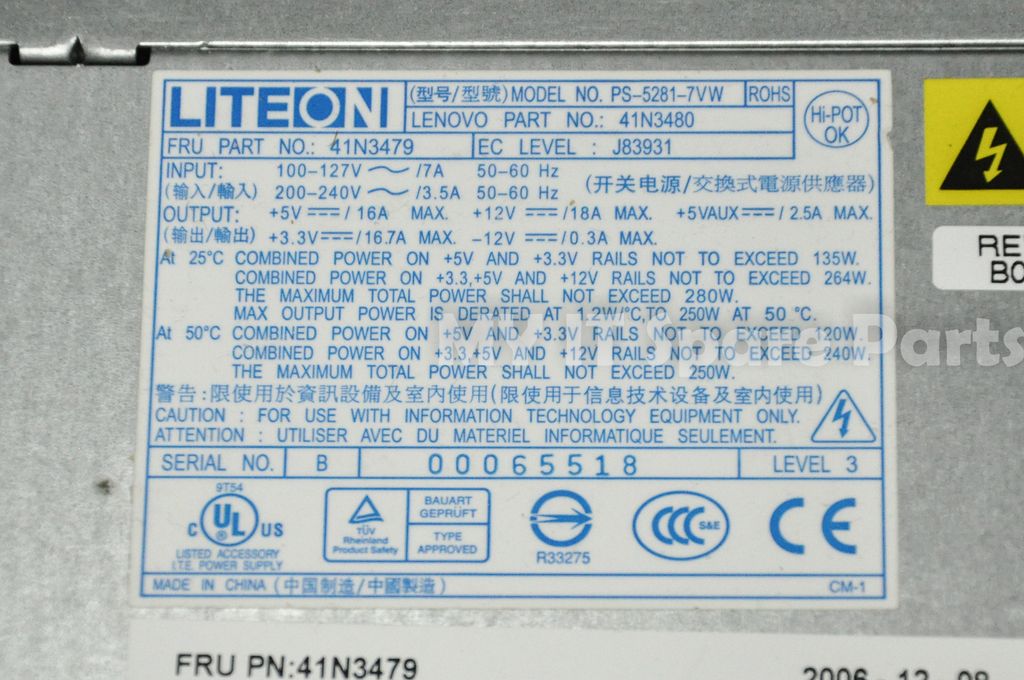 LITEON (型号/型號) MODEL NO. PS-5281-7VW ROHS
LENOVO PART NO.: 41N3480
Hi-POT
OK
FRU PART NO.: 41N3479 EC LEVEL : J83931
INPUT: 100-127V ~ /7A 50-60 Hz
(输入/輸入) 200-240V ~ /3.5A 50-60 Hz (开关电源/交換式電源供應器)
OUTPUT: +5V⎓/16A MAX. +12V⎓/18A MAX. +5VAUX⎓/2.5A MAX.
(输出/輸出) +3.3V⎓/16.7A MAX. -12V⎓/0.3A MAX.
At 25°C COMBINED POWER ON +5V AND +3.3V RAILS NOT TO EXCEED 135W.
COMBINED POWER ON +3.3,+5V AND +12V RAILS NOT TO EXCEED 264W.
THE MAXIMUM TOTAL POWER SHALL NOT EXCEED 280W.
MAX OUTPUT POWER IS DERATED AT 1.2W/°C,TO 250W AT 50 °C.
At 50°C COMBINED POWER ON +5V AND +3.3V RAILS NOT TO EXCEED 120W.
COMBINED POWER ON +3.3,+5V AND +12V RAILS NOT TO EXCEED 240W.
THE MAXIMUM TOTAL POWER SHALL NOT EXCEED 250W.
警告:限使用於資訊設備及室內使用(限使用于信息技术设备及室内使用)
CAUTION : FOR USE WITH INFORMATION TECHNOLOGY EQUIPMENT ONLY.
ATTENTION : UTILISER AVEC DU MATERIEL INFORMATIQUE SEULEMENT.
SERIAL NO. B 00065518 LEVEL 3
9T54
c UL US
LISTED ACCESSORY
I.T.E. POWER SUPPLY
TÜV
Rheinland
Product Safety
BAUART
GEPRÜFT
TYPE
APPROVED
R33275
CCC S&E
CE
MADE IN CHINA (中国制造/中國製造) CM-1
FRU PN:41N3479 2006-12-09
RE
BO
Spare Parts